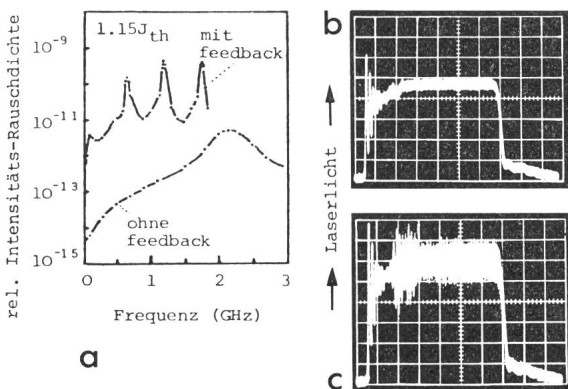 rel. Intensitäts-Rauschdichte
10-9
10-11
10-13
10-15
1.15Jth
mit
feedback
ohne
feedback
0
1
2
3
Frequenz (GHz)
a
b
Laserlicht
c